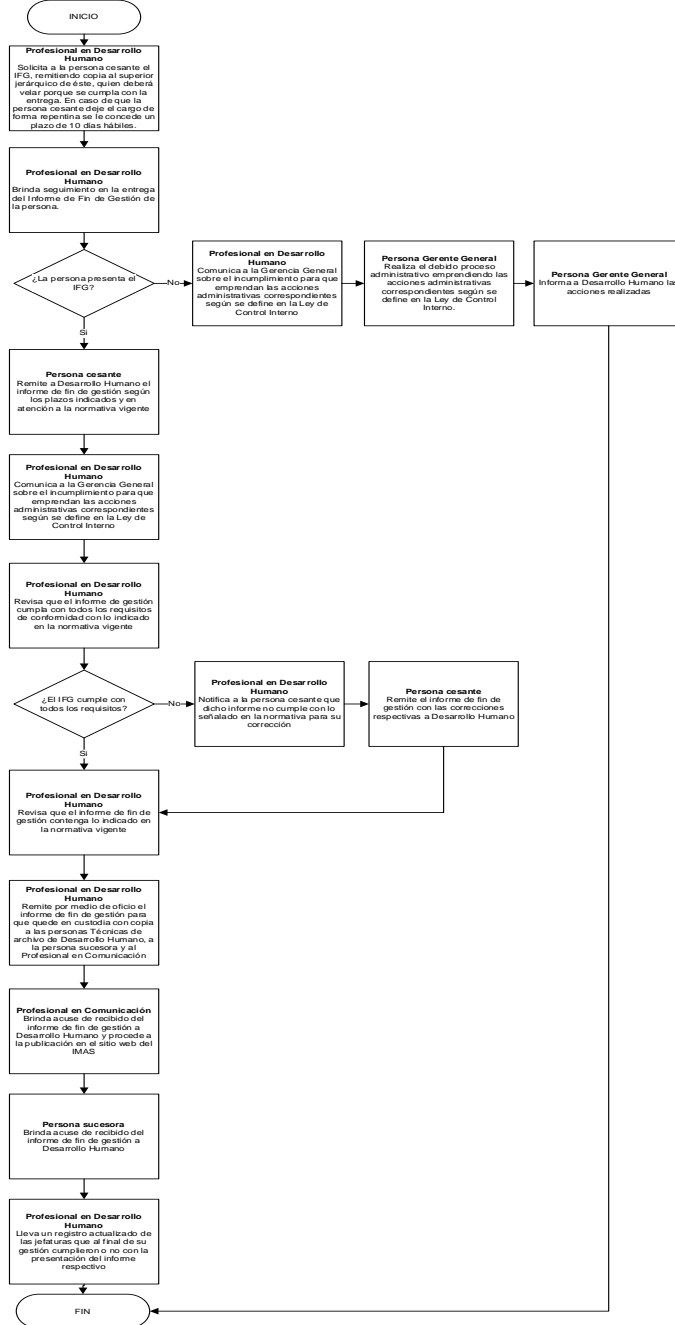 INICIO
Profesional en Desarrollo
Humano
Solicita a la persona cesante el
IFG, remitiendo copia al superior
jerárquico de éste, quien deberá
velar porque se cumpla con la
entrega. En caso de que la
persona cesante deje el cargo de
forma repentina se le concede un
plazo de 10 días hábiles.
Profesional en Desarrollo
Humano
Brinda seguimiento en la entrega
del Informe de Fin de Gestión de
la persona.
¿La persona presenta el
IFG?
No
Profesional en Desarrollo
Humano
Comunica a la Gerencia General
sobre el incumplimiento para que
emprendan las acciones
administrativas correspondientes
según se define en la Ley de
Control Interno
Persona Gerente General
Realiza el debido proceso
administrativo emprendiendo las
acciones administrativas
correspondientes según se
define en la Ley de Control
Interno.
Persona Gerente General
Informa a Desarrollo Humano las
acciones realizadas
Si
Persona cesante
Remite a Desarrollo Humano el
informe de fin de gestión según
los plazos indicados y en
atención a la normativa vigente
Profesional en Desarrollo
Humano
Comunica a la Gerencia General
sobre el incumplimiento para que
emprendan las acciones
administrativas correspondientes
según se define en la Ley de
Control Interno
Profesional en Desarrollo
Humano
Revisa que el informe de gestión
cumpla con todos los requisitos
de conformidad con lo indicado
en la normativa vigente
¿El IFG cumple con
todos los requisitos?
No
Profesional en Desarrollo
Humano
Notifica a la persona cesante que
dicho informe no cumple con lo
señalado en la normativa para su
corrección
Persona cesante
Remite el informe de fin de
gestión con las correcciones
respectivas a Desarrollo Humano
Si
Profesional en Desarrollo
Humano
Revisa que el informe de fin de
gestión contenga lo indicado en
la normativa vigente
Profesional en Desarrollo
Humano
Remite por medio de oficio el
informe de fin de gestión para
que quede en custodia con copia
a las personas Técnicas de
archivo de Desarrollo Humano, a
la persona sucesora y al
Profesional en Comunicación
Profesional en Comunicación
Brinda acuse de recibido del
informe de fin de gestión a
Desarrollo Humano y procede a
la publicación en el sitio web del
IMAS
Persona sucesora
Brinda acuse de recibido del
informe de fin de gestión a
Desarrollo Humano
Profesional en Desarrollo
Humano
Lleva un registro actualizado de
las jefaturas que al final de su
gestión cumplieron o no con la
presentación del informe
respectivo
FIN